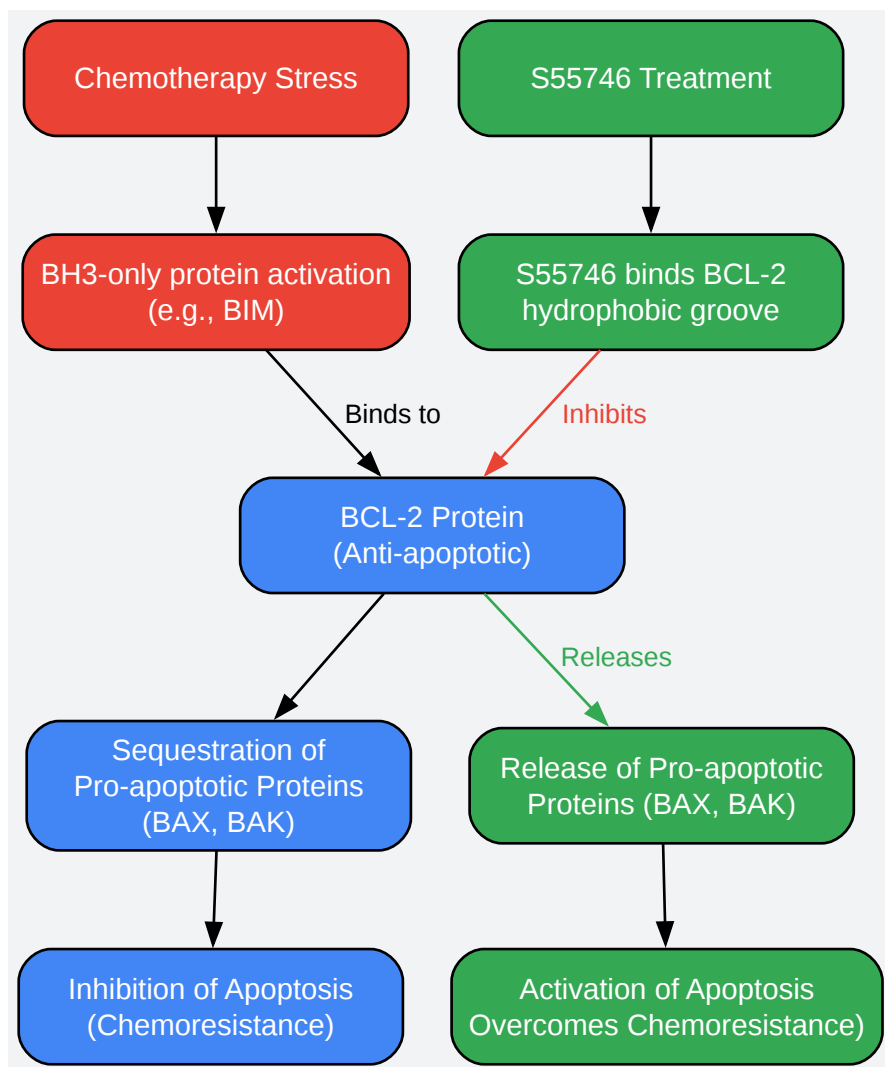 Chemotherapy Stress
S55746 Treatment
BH3-only protein activation
(e.g., BIM)
S55746 binds BCL-2
hydrophobic groove
Binds to
Inhibits
BCL-2 Protein
(Anti-apoptotic)
Releases
Sequestration of
Pro-apoptotic Proteins
(BAX, BAK)
Release of Pro-apoptotic
Proteins (BAX, BAK)
Inhibition of Apoptosis
(Chemoresistance)
Activation of Apoptosis
Overcomes Chemoresistance)